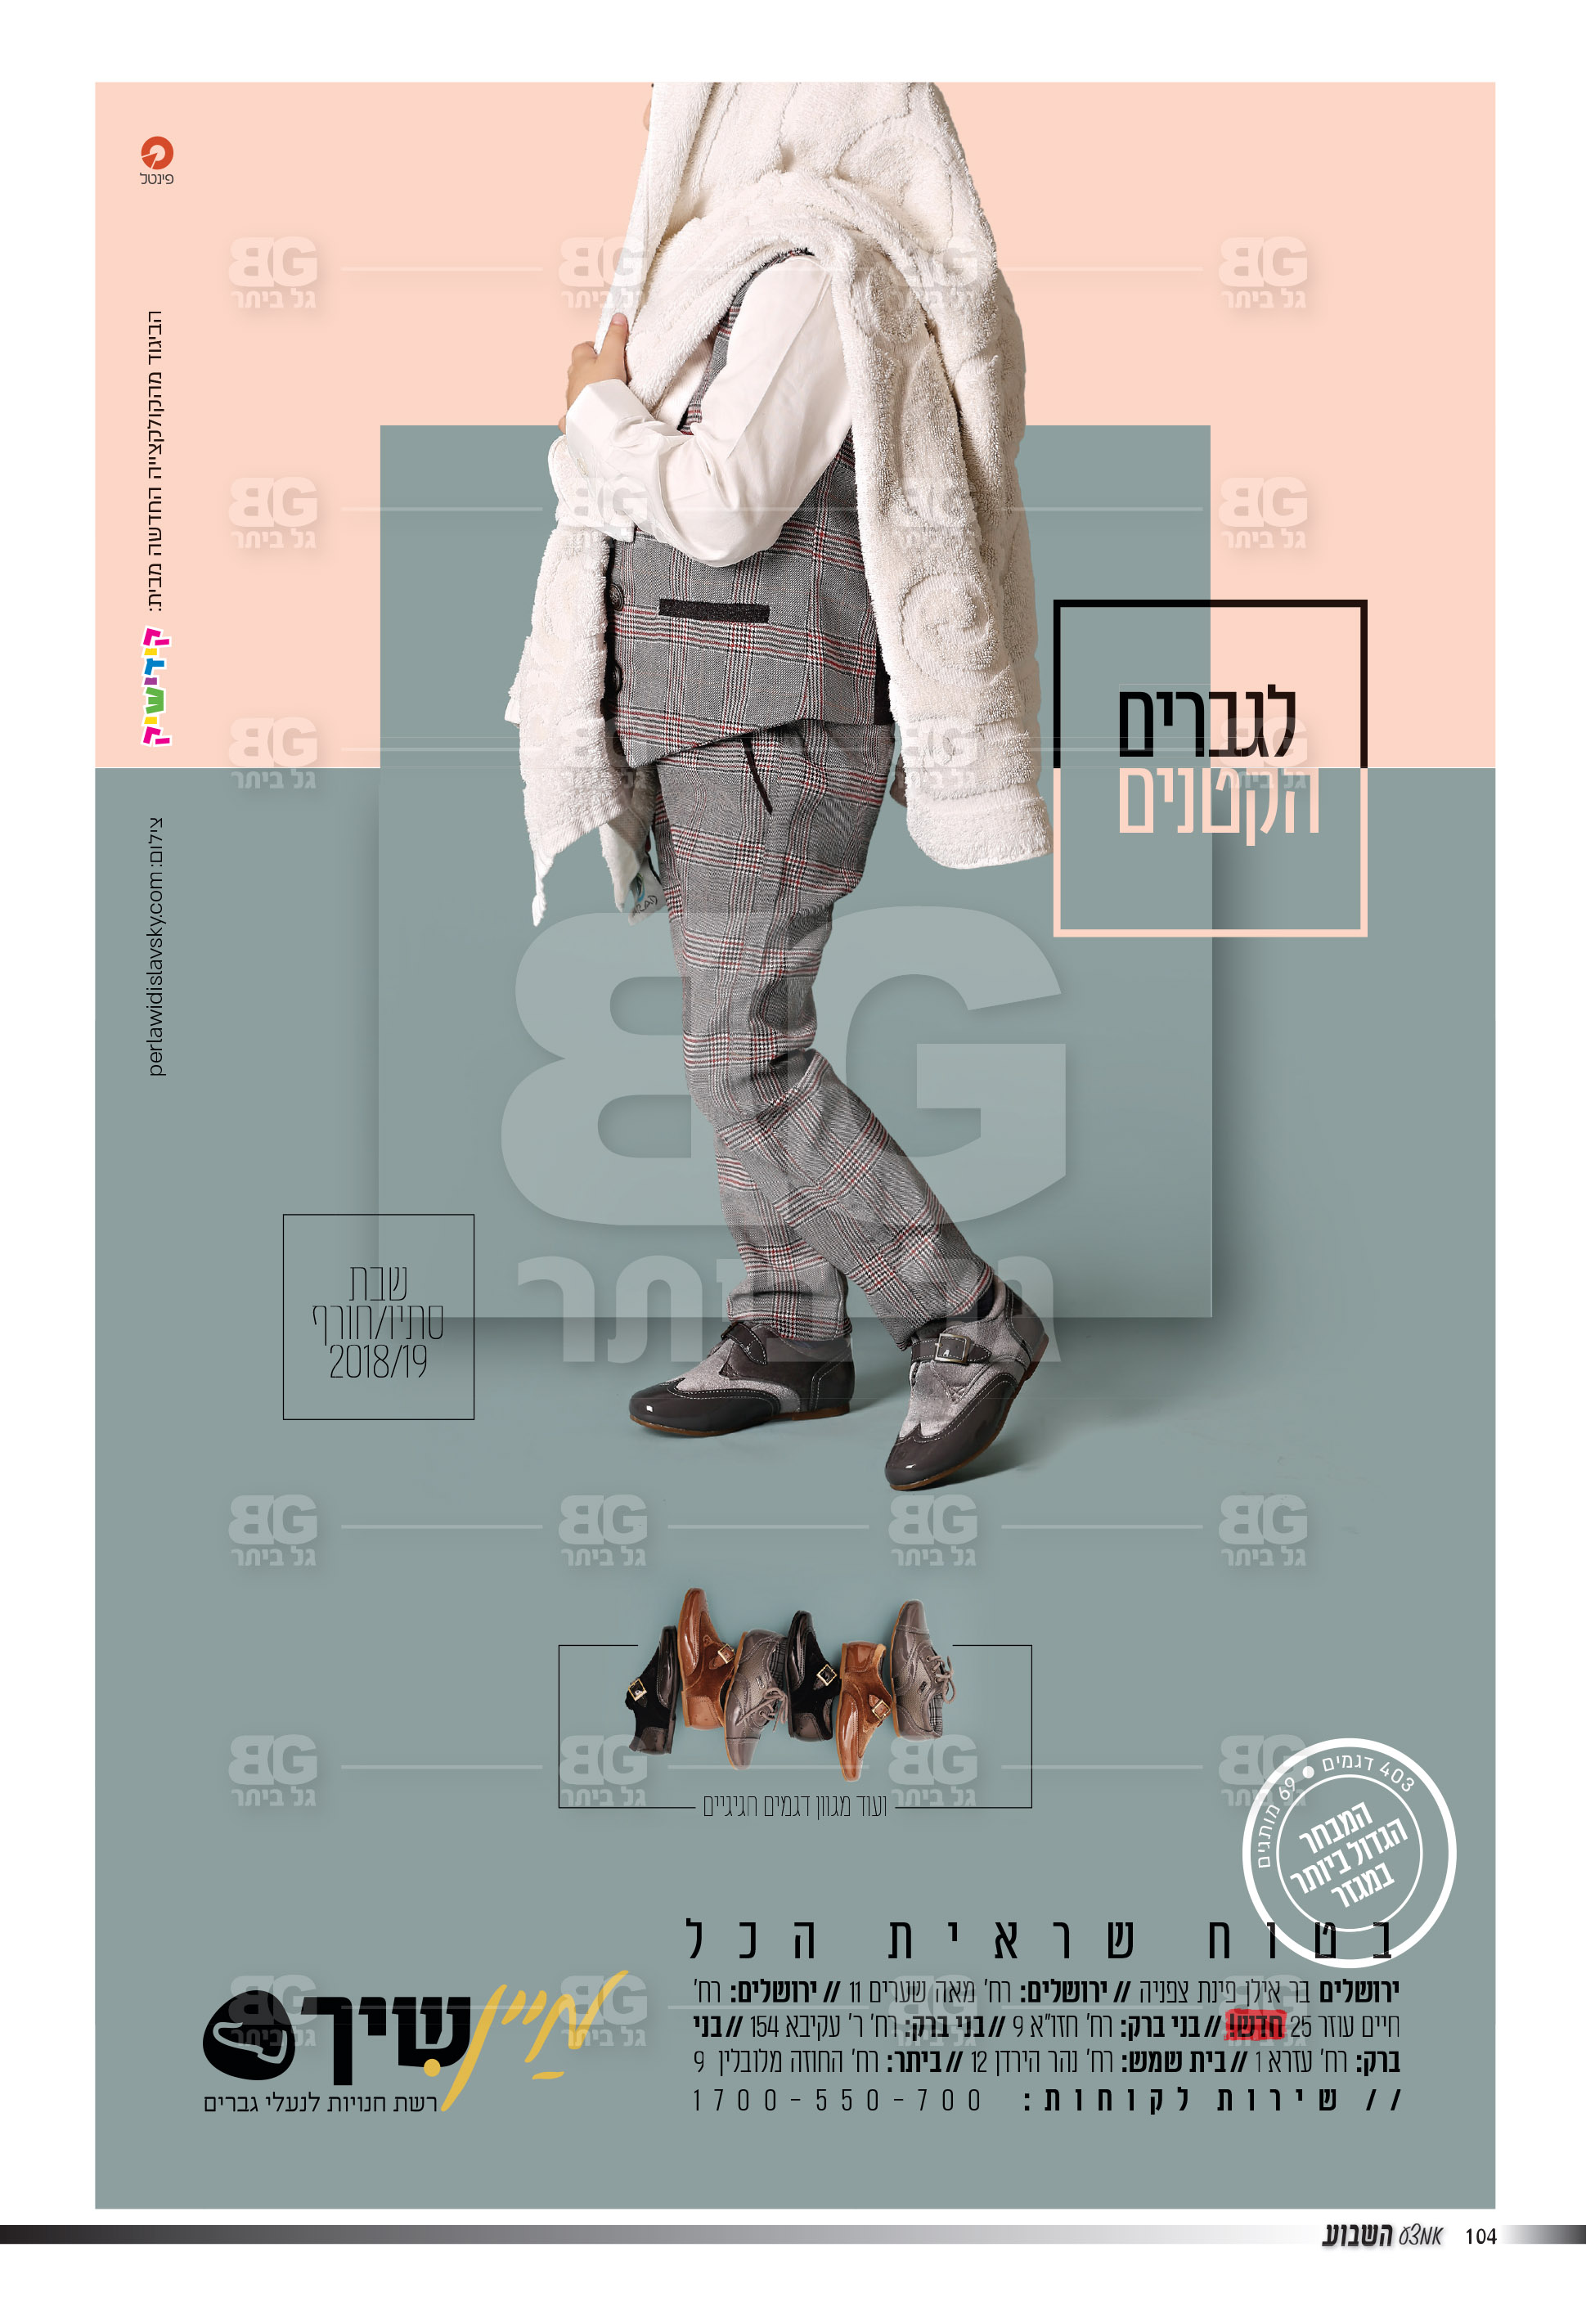 פינטל
הביגוד מהקולקצייה החדשה מבית:
קידישיק
צילום: perlawidislavsky.com
לגברים
הקטנים
שבת
סתיו/חורף
2018/19
ועוד מגוון דגמים חגיגיים
403 דגמים • 69 מותגים
המבחר
הגדול ביותר
במגזר
בטוח שראית הכל
ירושלים בר אילן פינת צפניה // ירושלים: רח' מאה שערים 11 // ירושלים: רח'
חיים עוזר 25 חדש! // בני ברק: רח' חזו"א 9 // בני ברק: רח' ר' עקיבא 154 // בני
ברק: רח' עזרא 1 // בית שמש: רח' נהר הירדן 12 // ביתר: רח' החוזה מלובלין 9
// שירות לקוחות: 1700-550-700
מיין שיך
רשת חנויות לנעלי גברים
BG
גל ביתר
104 אמצע השבוע